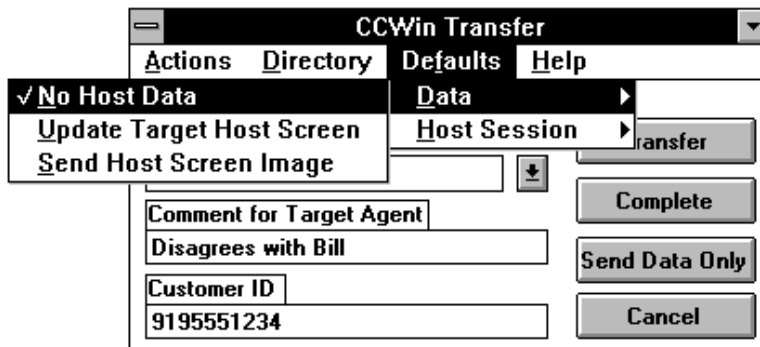 CCWin Transfer
Actions Directory Defaults Help
✓ No Host Data
Update Target Host Screen
Send Host Screen Image
Data
Host Session
Comment for Target Agent
Disagrees with Bill
Customer ID
9195551234
Complete
Send Data Only
Cancel